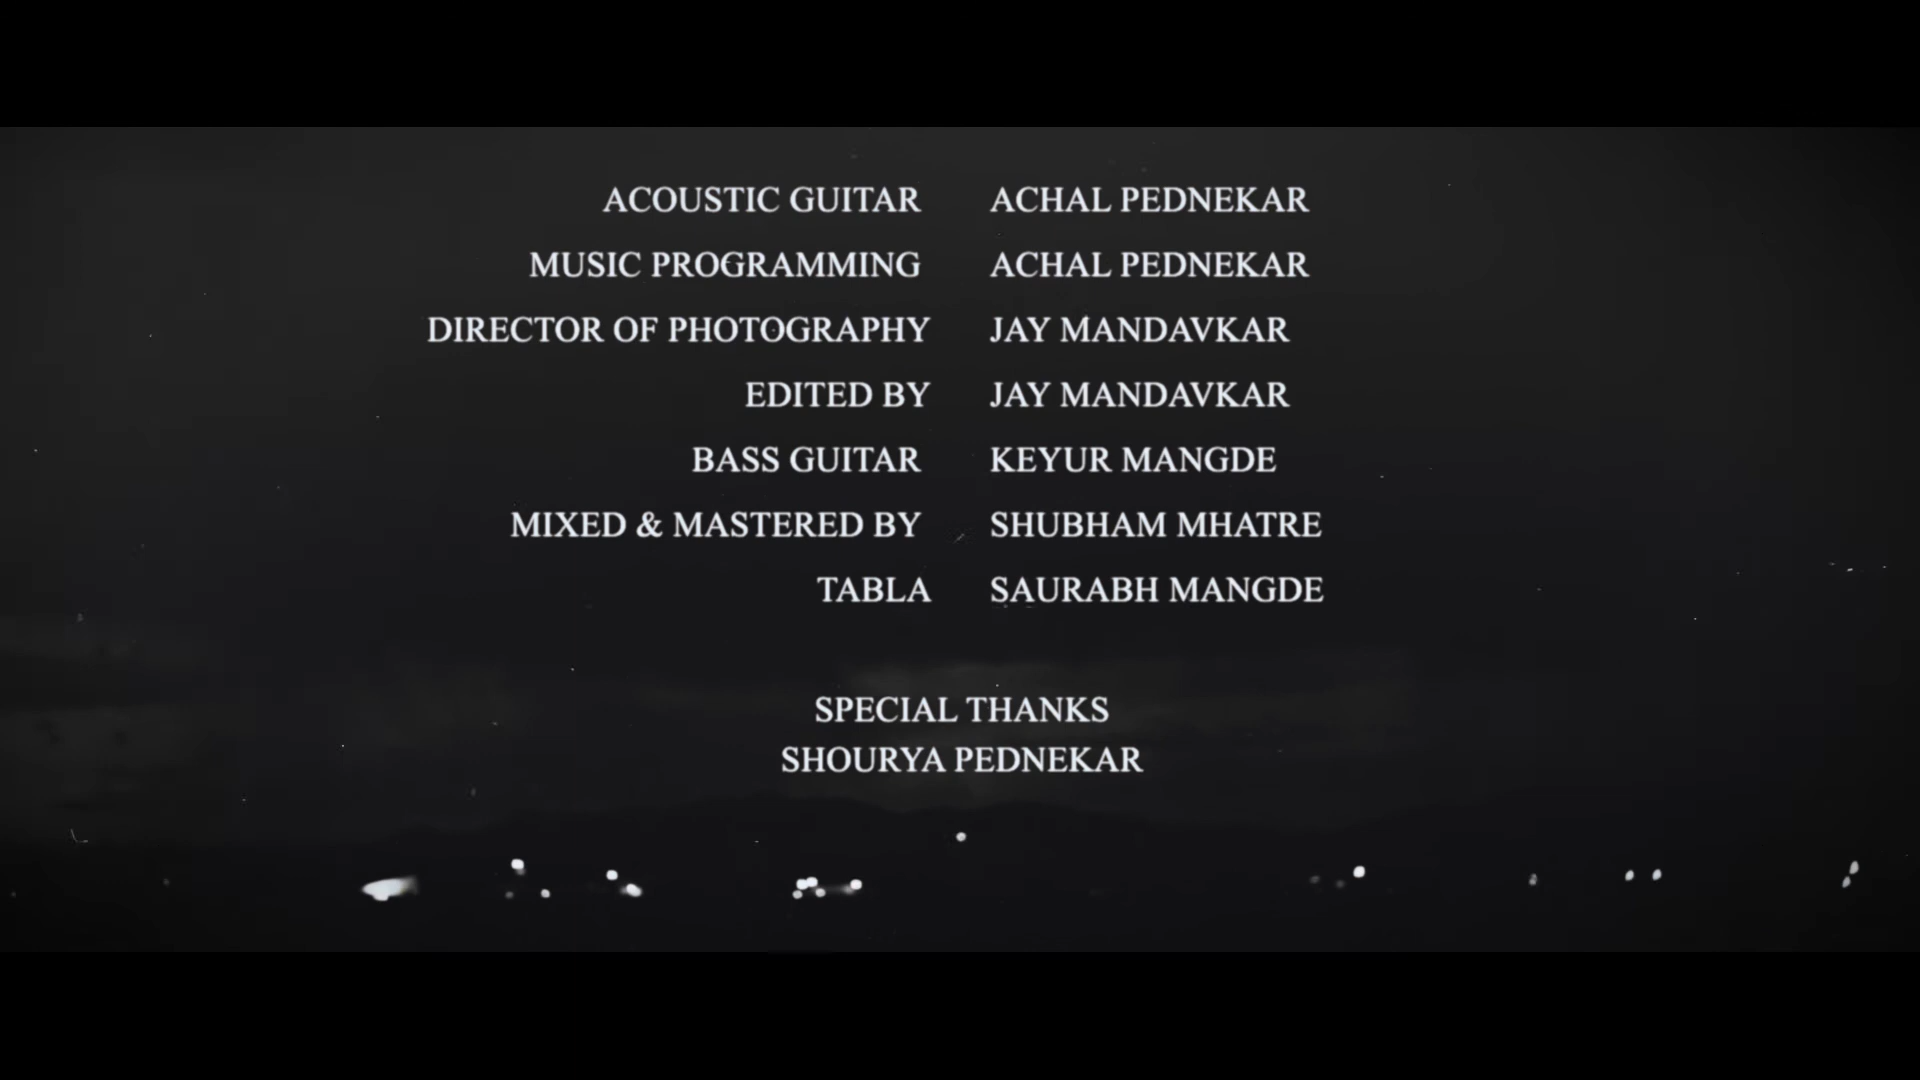 ACOUSTIC GUITAR ACHAL PEDNEKAR
MUSIC PROGRAMMING ACHAL PEDNEKAR
DIRECTOR OF PHOTOGRAPHY JAY MANDAVKAR
EDITED BY JAY MANDAVKAR
BASS GUITAR KEYUR MANGDE
MIXED & MASTERED BY SHUBHAM MHATRE
TABLA SAURABH MANGDE
SPECIAL THANKS
SHOURYA PEDNEKAR